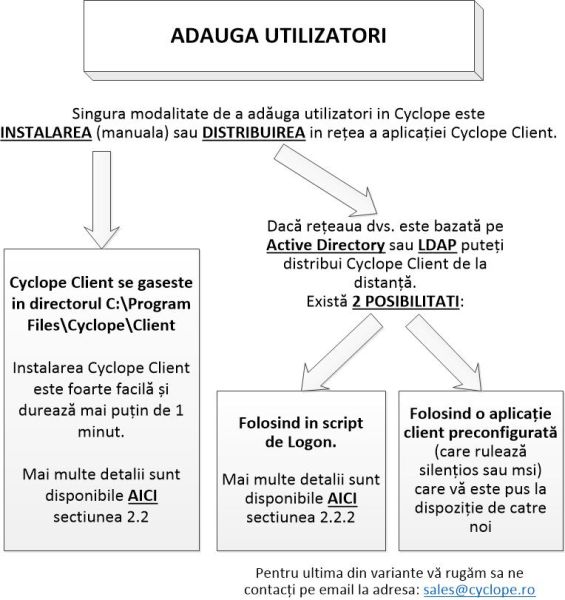 ADAUGA UTILIZATORI
Singura modalitate de a adăuga utilizatori in Cyclope este
INSTALAREA (manuala) sau DISTRIBUIREA in rețea a aplicației Cyclope Client.
Dacă rețeaua dvs. este bazată pe
Active Directory sau LDAP puteți
distribui Cyclope Client de la
distanță.
Există 2 POSIBILITATI:
Cyclope Client se gaseste
in directorul C:\Program
Files\Cyclope\Client
Instalarea Cyclope Client
este foarte facilă și
durează mai puțin de 1
minut.
Mai multe detalii sunt
disponibile AICI
sectiunea 2.2
Folosind in script
de Logon.
Mai multe detalii sunt
disponibile AICI
sectiunea 2.2.2
Folosind o aplicație
client preconfigurată
(care rulează
silențios sau msi)
care vă este pus la
dispoziție de catre
noi
Pentru ultima din variante vă rugăm sa ne
contacți pe email la adresa: sales@cyclope.ro